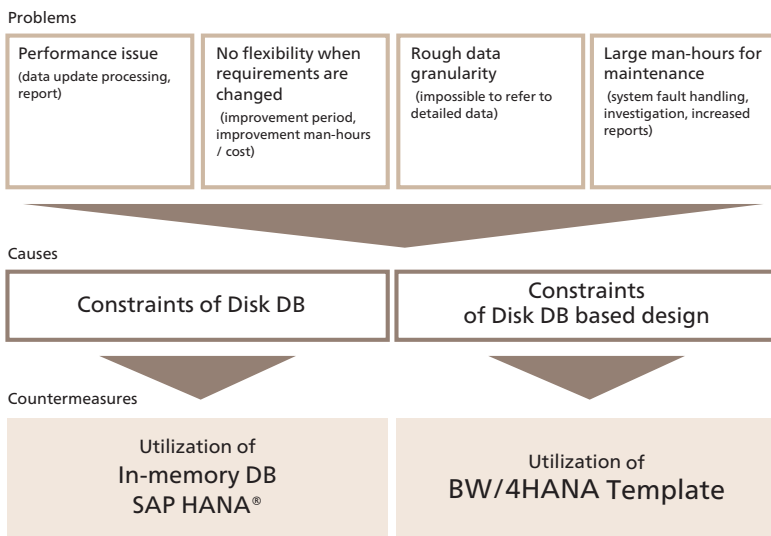 Problems
Performance issue
(data update processing,
report)
No flexibility when
requirements are
changed
(improvement period,
improvement man-hours
/ cost)
Rough data
granularity
(impossible to refer to
detailed data)
Large man-hours for
maintenance
(system fault handling,
investigation, increased
reports)
Causes
Constraints of Disk DB
Constraints
of Disk DB based design
Countermeasures
Utilization of
In-memory DB
SAP HANA®
Utilization of
BW/4HANA Template